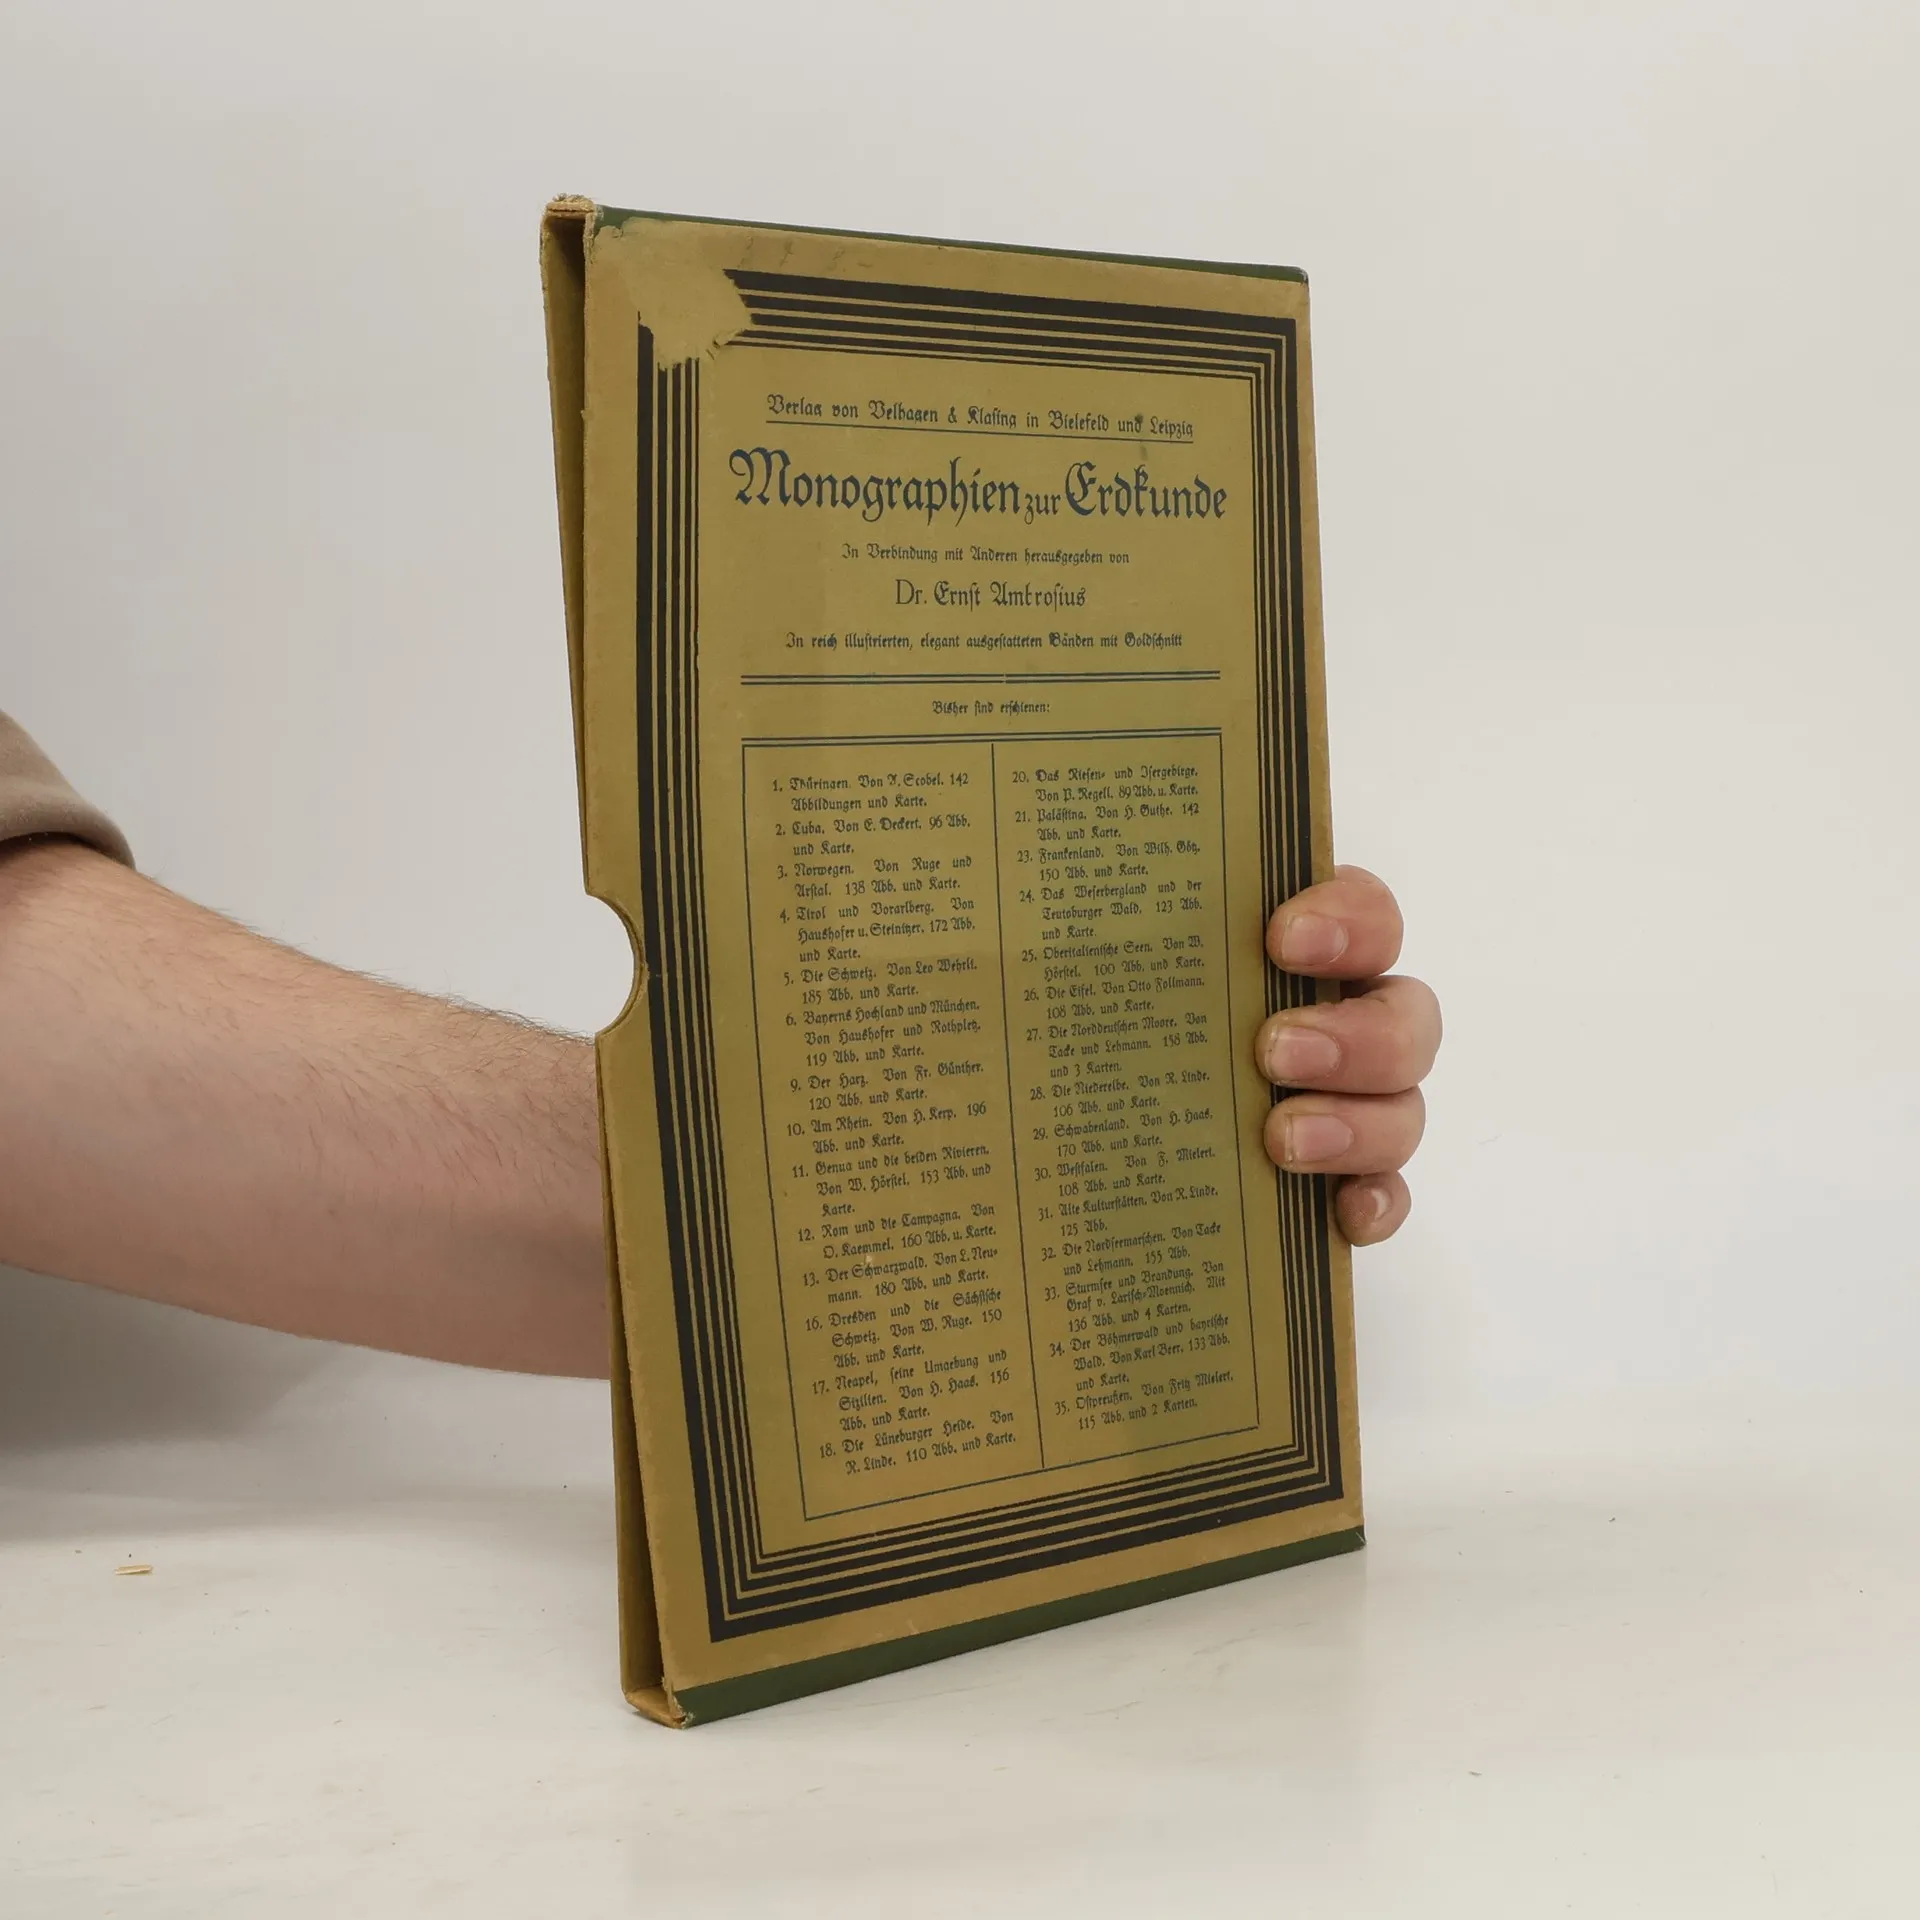 Verlag von Velhagen & Klasing in Bielefeld und Leipzig
Monographien zur Erdkunde
In Verbindung mit Anderen herausgegeben von
Dr. Ernst Ambrosius
In reich illustrierten, elegant ausgestatteten Bänden mit Goldschnitt
Bisher sind erschienen:
1. Thüringen. Von A. Scobel. 142
Abbildungen und Karte.
2. Cuba. Von E. Deckert. 96 Abb.
und Karte.
3. Norwegen. Von Ruge und
Arstal. 138 Abb. und Karte.
4. Tirol und Vorarlberg. Von
Haushofer u. Steinitzer. 172 Abb.
und Karte.
5. Die Schweiz. Von Leo Wehrli.
185 Abb. und Karte.
6. Bayerns Hochland und München.
Von Haushofer und Rothpletz.
119 Abb. und Karte.
9. Der Harz. Von Fr. Günther.
120 Abb. und Karte.
10. Am Rhein. Von H. Kerp. 196
Abb. und Karte.
11. Genua und die beiden Rivieren.
Von W. Hörstel. 153 Abb. und
Karte.
12. Rom und die Campagna. Von
O. Kaemmel. 160 Abb. u. Karte.
13. Der Schwarzwald. Von L. Neu-
mann. 180 Abb. und Karte.
16. Dresden und die Sächsische
Schweiz. Von W. Ruge. 150
Abb. und Karte.
17. Neapel, seine Umgebung und
Sizilien. Von H. Haas. 156
Abb. und Karte.
18. Die Lüneburger Heide. Von
R. Linde. 110 Abb. und Karte.
20. Das Riesen- und Isergebirge.
Von P. Regell. 89 Abb. u. Karte.
21. Palästina. Von H. Guthe. 142
Abb. und Karte.
23. Frankenland. Von Wilh. Götz.
150 Abb. und Karte.
24. Das Weserbergland und der
Teutoburger Wald. 123 Abb.
und Karte.
25. Oberitalienische Seen. Von W.
Hörstel. 100 Abb. und Karte.
26. Die Eifel. Von Otto Follmann.
108 Abb. und Karte.
27. Die Norddeutschen Moore. Von
Tacke und Lehmann. 158 Abb.
und 3 Karten.
28. Die Niederelbe. Von R. Linde.
106 Abb. und Karte.
29. Schwabenland. Von H. Haas.
170 Abb. und Karte.
30. Westfalen. Von F. Mielert.
108 Abb. und Karte.
31. Alte Kulturstätten. Von R. Linde.
125 Abb.
32. Die Nordseemarschen. Von Tacke
und Lehmann. 155 Abb.
33. Sturmsee und Brandung. Von
Graf v. Larisch-Moennich. Mit
136 Abb. und 4 Karten.
34. Der Böhmerwald und bayrische
Wald. Von Karl Beer. 133 Abb.
und Karte.
35. Ostpreußen. Von Fritz Mielert.
115 Abb. und 2 Karten.